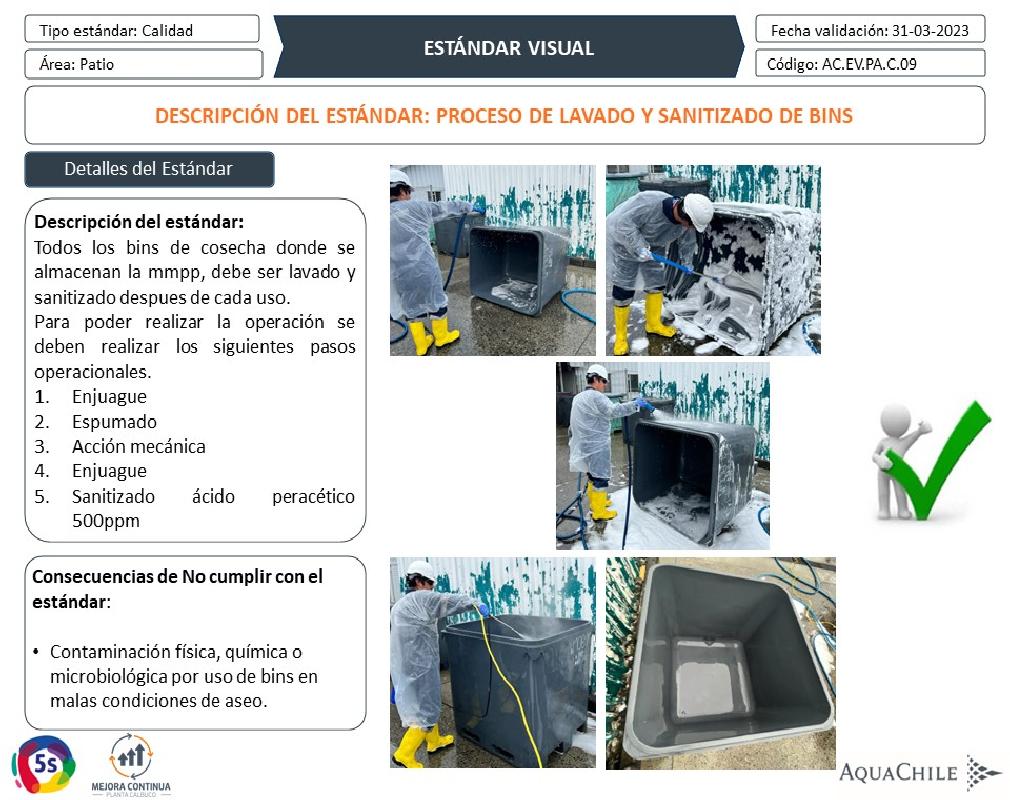 Tipo estándar: Calidad
Área: Patio
ESTÁNDAR VISUAL
Fecha validación: 31-03-2023
Código: AC.EV.PA.C.09
DESCRIPCIÓN DEL ESTÁNDAR: PROCESO DE LAVADO Y SANITIZADO DE BINS
Detalles del Estándar
Descripción del estándar:
Todos los bins de cosecha donde se
almacenan la mmpp, debe ser lavado y
sanitizado despues de cada uso.
Para poder realizar la operación se
deben realizar los siguientes pasos
operacionales.
1. Enjuague
2. Espumado
3. Acción mecánica
4. Enjuague
5. Sanitizado ácido peracético
500ppm
Consecuencias de No cumplir con el
estándar:
• Contaminación física, química o
microbiológica por uso de bins en
malas condiciones de aseo.
5s
MEJORA CONTINUA
PLANTA CALBUCO
AQUACHILE